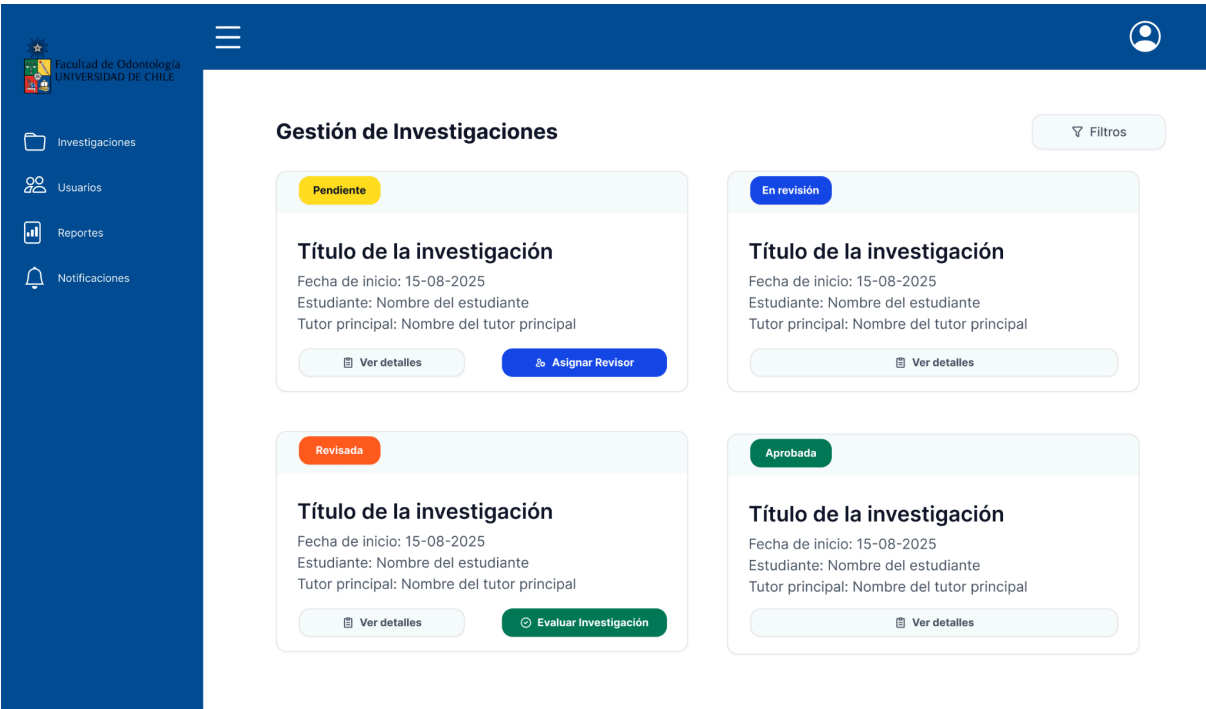 Facultad de Odontología
UNIVERSIDAD DE CHILE
Investigaciones
Usuarios
Reportes
Notificaciones
Gestión de Investigaciones
Filtros
Pendiente
Título de la investigación
Fecha de inicio: 15-08-2025
Estudiante: Nombre del estudiante
Tutor principal: Nombre del tutor principal
Ver detalles
Asignar Revisor
En revisión
Título de la investigación
Fecha de inicio: 15-08-2025
Estudiante: Nombre del estudiante
Tutor principal: Nombre del tutor principal
Ver detalles
Revisada
Título de la investigación
Fecha de inicio: 15-08-2025
Estudiante: Nombre del estudiante
Tutor principal: Nombre del tutor principal
Ver detalles
Evaluar Investigación
Aprobada
Título de la investigación
Fecha de inicio: 15-08-2025
Estudiante: Nombre del estudiante
Tutor principal: Nombre del tutor principal
Ver detalles